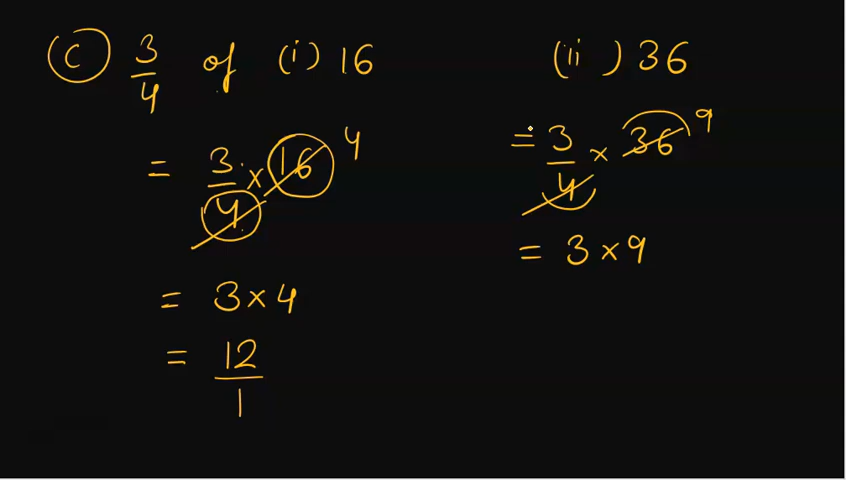 (c) 3/4 of (i) 16 (ii) 36
= 3/4 × 16 4
= 3 × 4
= 12/1
= 3/4 × 36 9
= 3 × 9